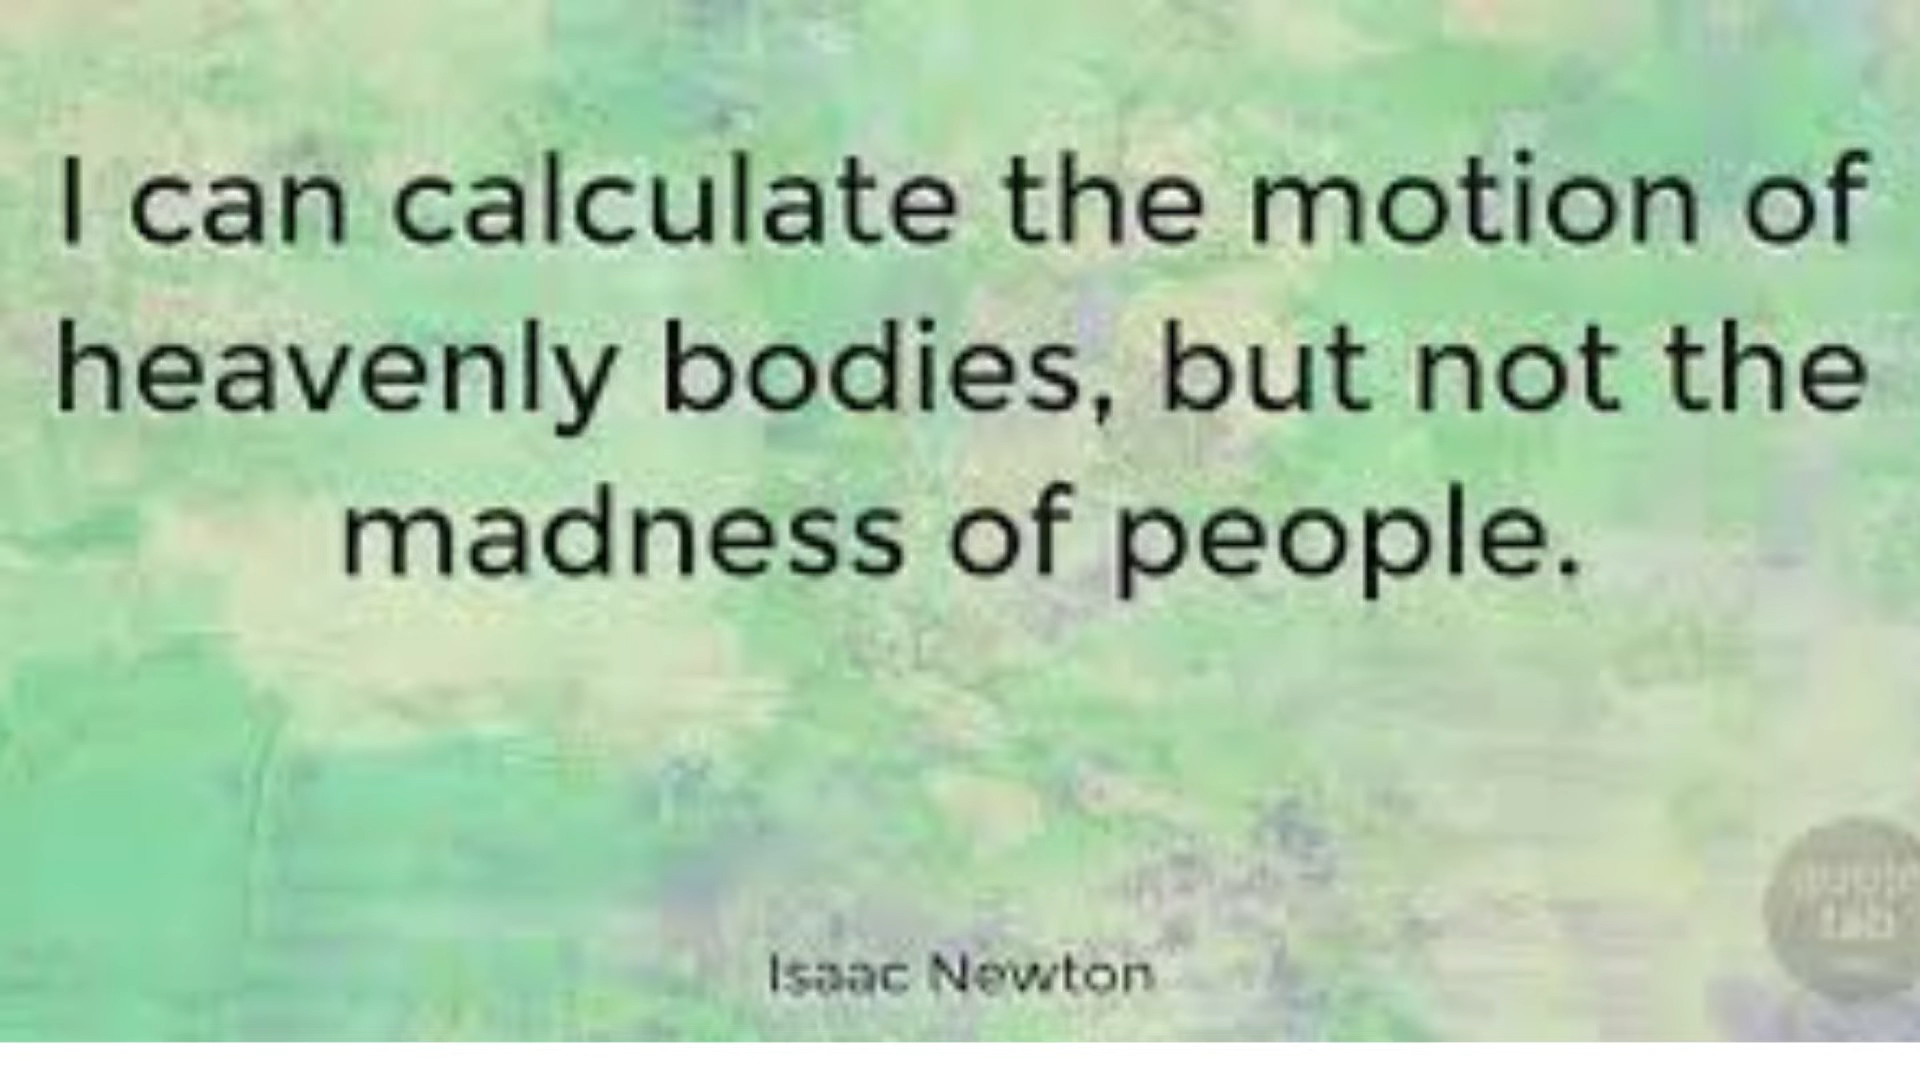 I can calculate the motion of
heavenly bodies, but not the
madness of people.
Isaac Newton